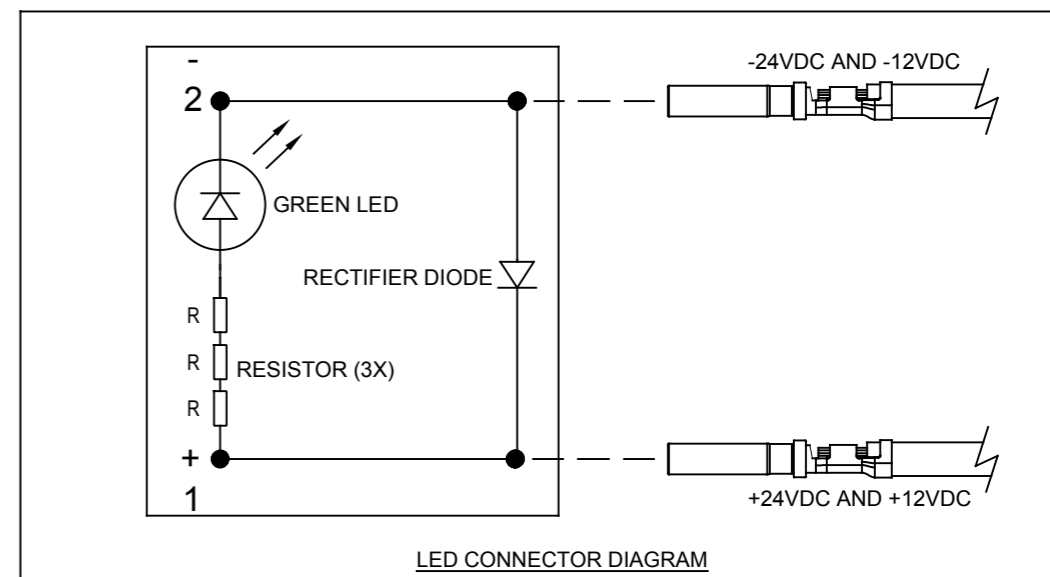 -
2
-24VDC AND -12VDC
GREEN LED
RECTIFIER DIODE
R
R
RESISTOR (3X)
R
+
1
+24VDC AND +12VDC
LED CONNECTOR DIAGRAM